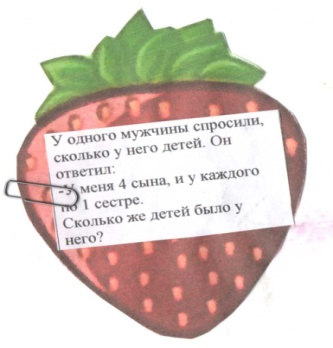 У одного мужчины спросили,
сколько у него детей. Он
ответил:
-У меня 4 сына, и у каждого
по 1 сестре.
Сколько же детей было у
него?